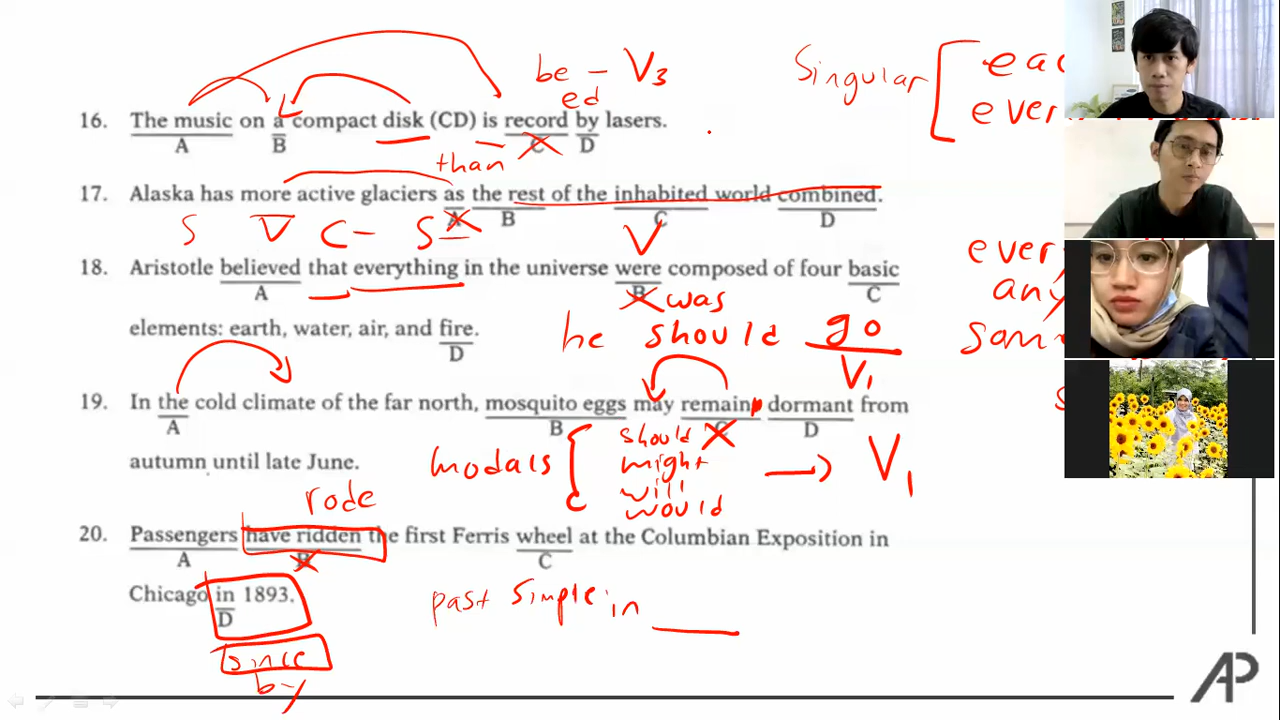 be – V3
ed
Singular
16. The music on a compact disk (CD) is record by lasers.
A B C D
than
17. Alaska has more active glaciers as the rest of the inhabited world combined.
A B C D
S V C – S V
18. Aristotle believed that everything in the universe were composed of four basic
A B C
was
elements: earth, water, air, and fire.
D
he should go
V1
19. In the cold climate of the far north, mosquito eggs may remain dormant from
A B C D
autumn until late June.
modals
should
might
will
would
→ V1
rode
20. Passengers have ridden the first Ferris wheel at the Columbian Exposition in
A B C
Chicago in 1893.
D
past simple in
since
by
AP